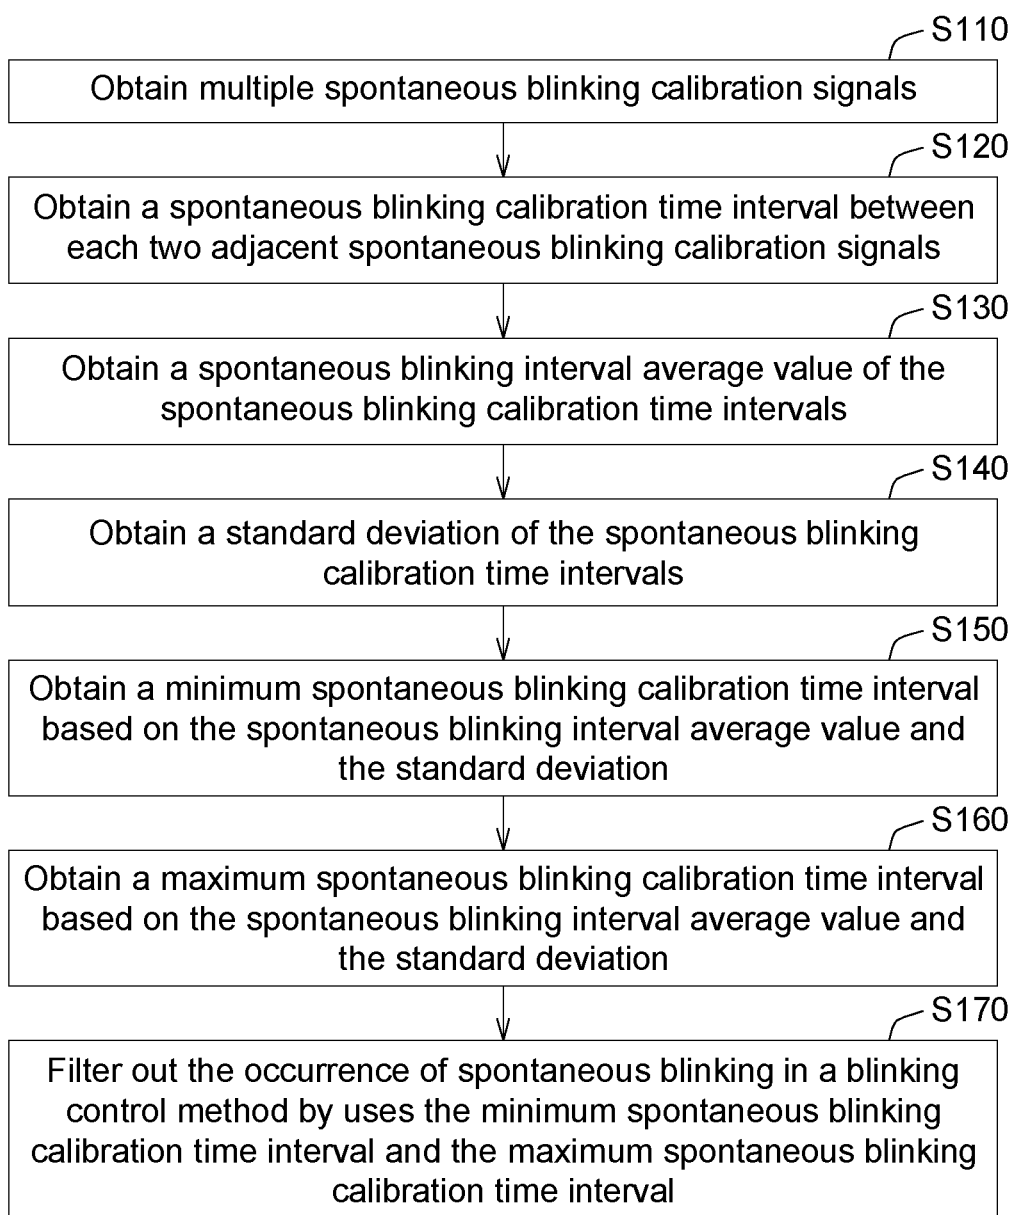 S110
Obtain multiple spontaneous blinking calibration signals
S120
Obtain a spontaneous blinking calibration time interval between
each two adjacent spontaneous blinking calibration signals
S130
Obtain a spontaneous blinking interval average value of the
spontaneous blinking calibration time intervals
S140
Obtain a standard deviation of the spontaneous blinking
calibration time intervals
S150
Obtain a minimum spontaneous blinking calibration time interval
based on the spontaneous blinking interval average value and
the standard deviation
S160
Obtain a maximum spontaneous blinking calibration time interval
based on the spontaneous blinking interval average value and
the standard deviation
S170
Filter out the occurrence of spontaneous blinking in a blinking
control method by uses the minimum spontaneous blinking
calibration time interval and the maximum spontaneous blinking
calibration time interval